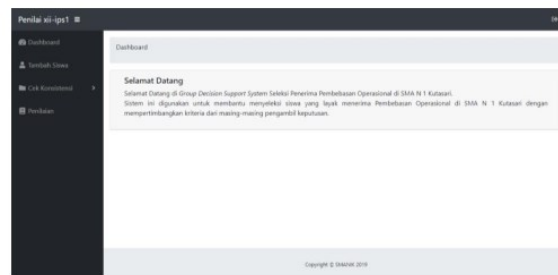 Penilai xii-ips1
Dashboard
Tambah Siswa
Cek Konsistensi
Penilaian
Dashboard
Selamat Datang
Selamat Datang di Group Decision Support System Seleksi Penerima Pembebasan Operasional di SMA N 1 Kutasari.
Sistem ini digunakan untuk membantu menyeleksi siswa yang layak menerima Pembebasan Operasional di SMA N 1 Kutasari dengan
mempertimbangkan kriteria dari masing-masing pengambil keputusan.
Copyright © SMANIK 2019